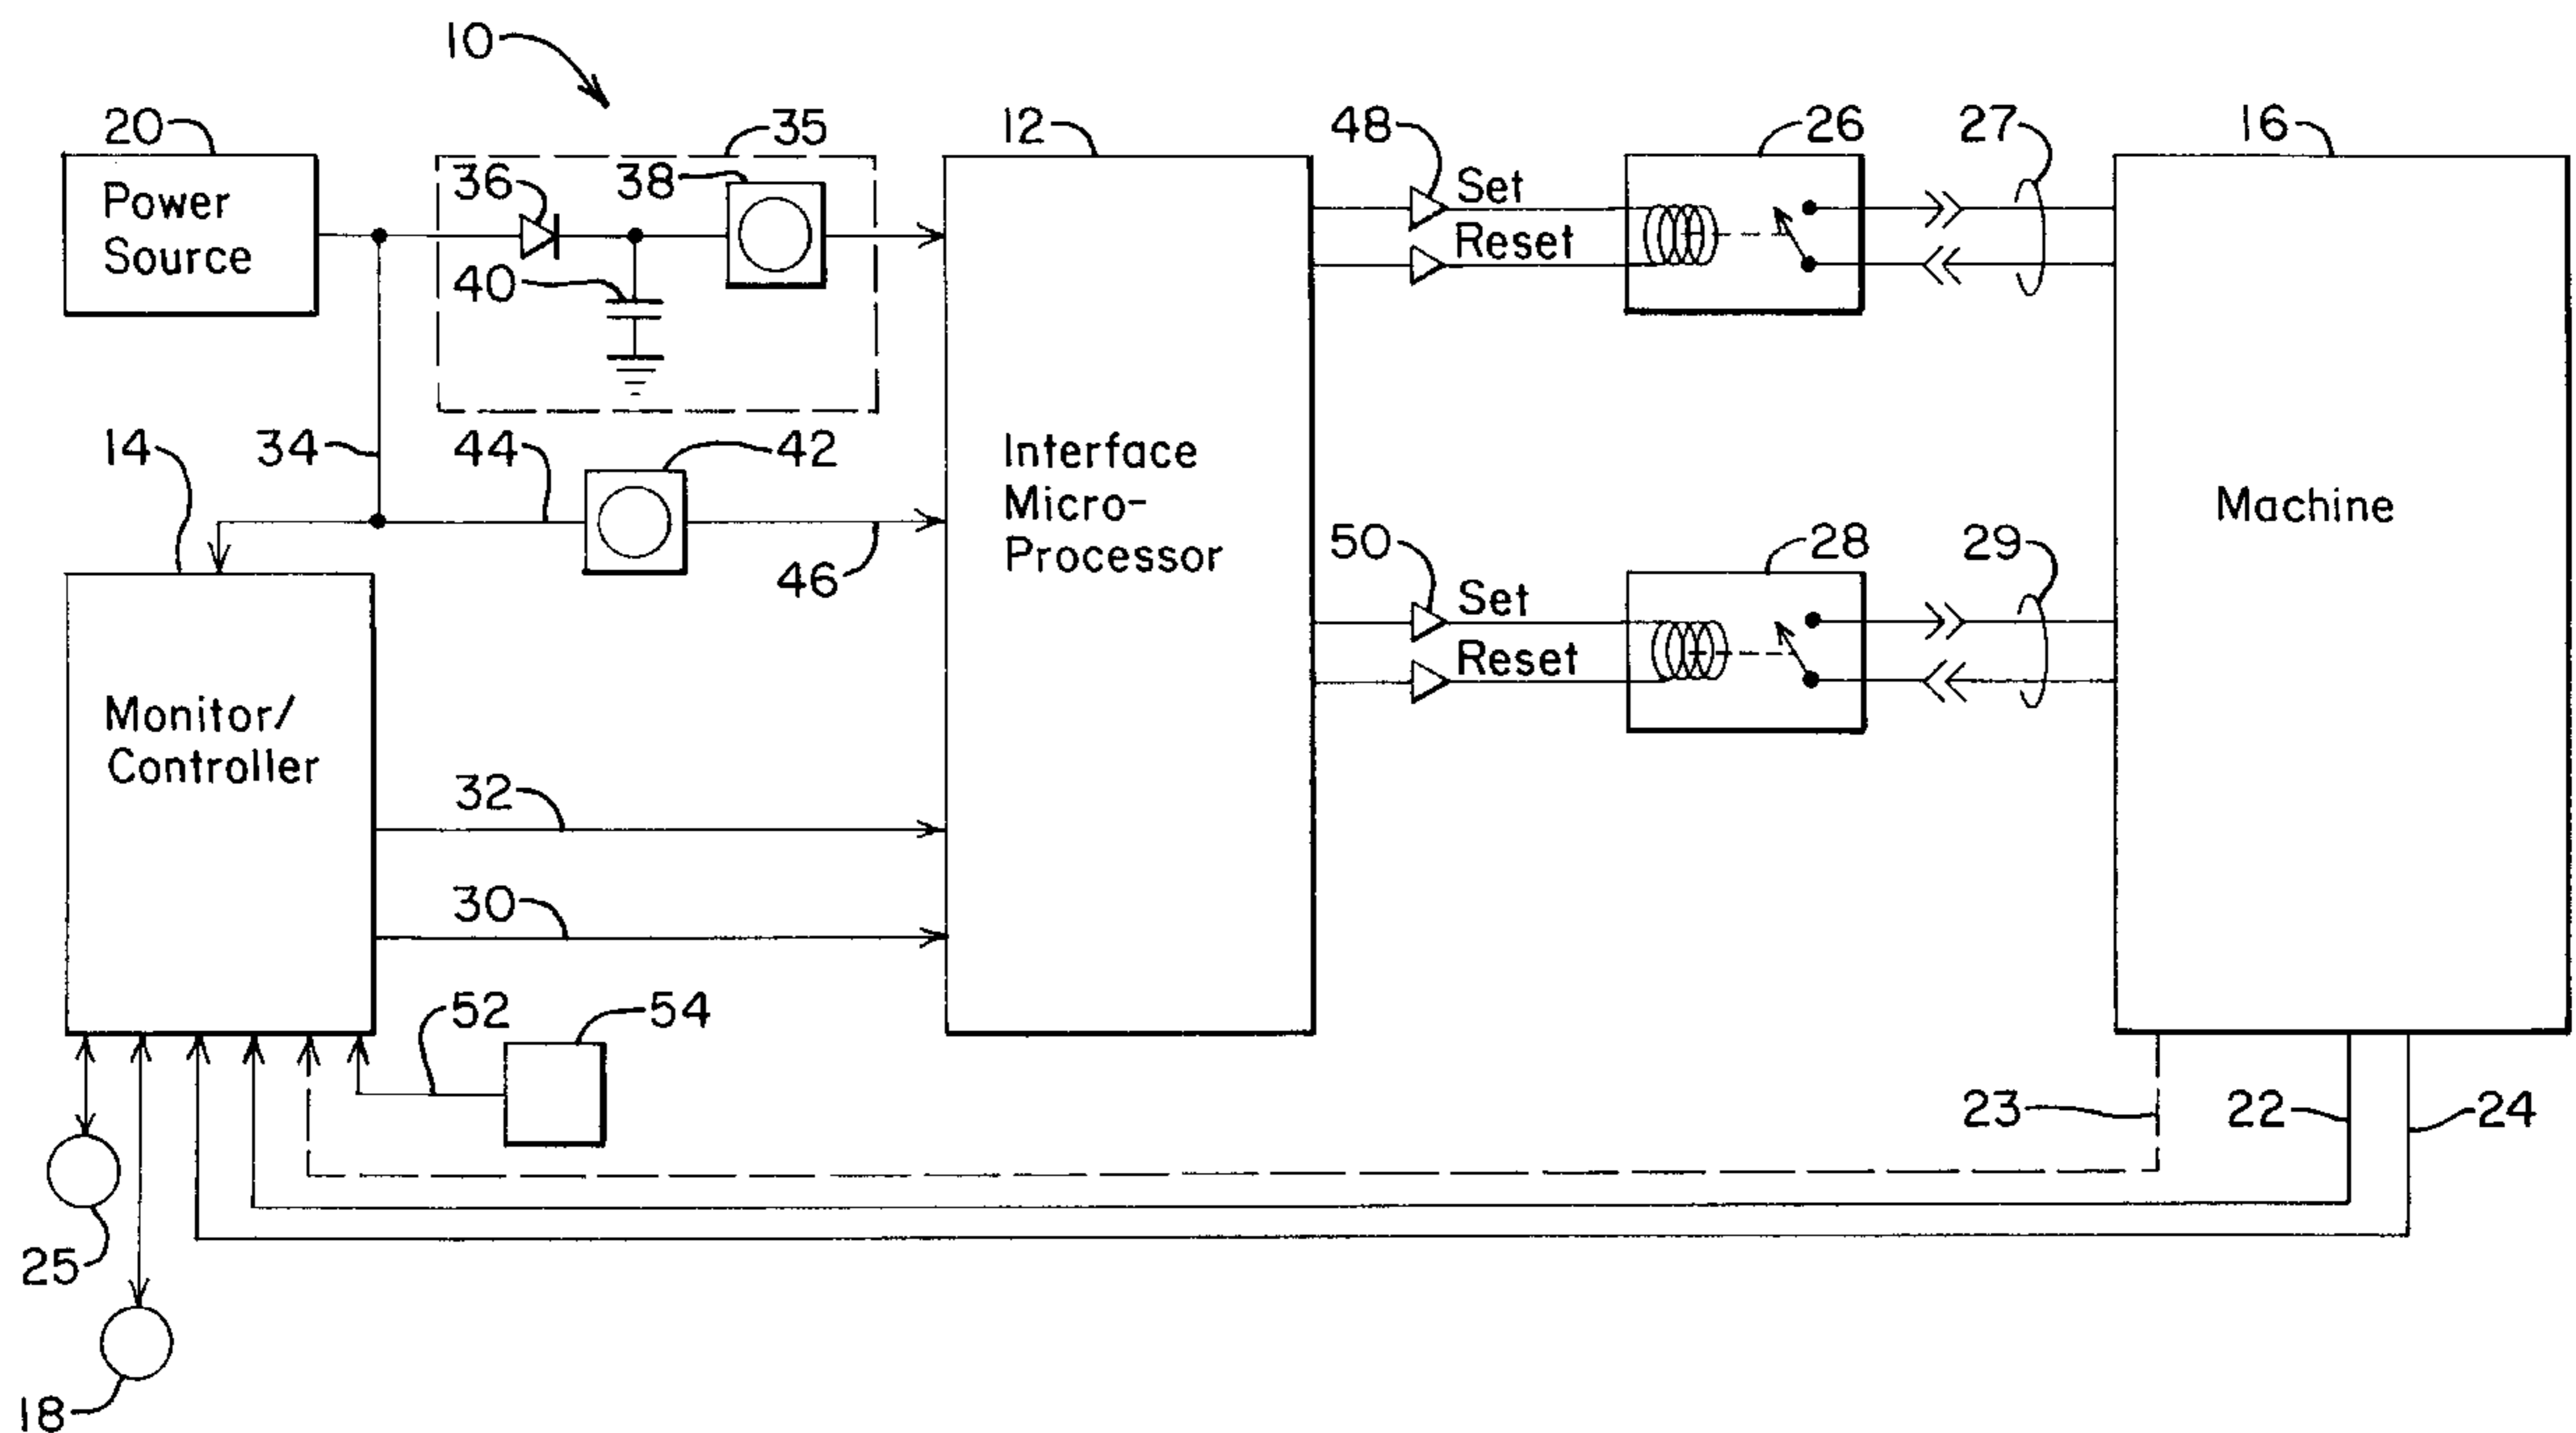 10
20
35
12
48
26
27
16
Power
Source
36
38
Set
Reset
40
14
34
44
42
Interface
Micro-
Processor
Machine
46
50
28
29
Set
Reset
Monitor/
Controller
32
30
52
54
23
22
24
25
18